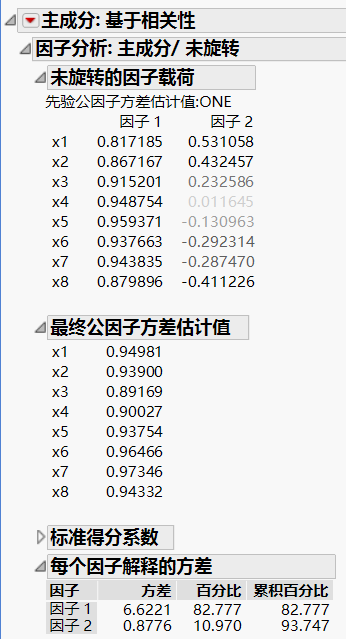 主成分: 基于相关性
因子分析: 主成分/ 未旋转
未旋转的因子载荷
先验公因子方差估计值:ONE
因子 1 因子 2
x1 0.817185 0.531058
x2 0.867167 0.432457
x3 0.915201 0.232586
x4 0.948754 0.011645
x5 0.959371 -0.130963
x6 0.937663 -0.292314
x7 0.943835 -0.287470
x8 0.879896 -0.411226
最终公因子方差估计值
x1 0.94981
x2 0.93900
x3 0.89169
x4 0.90027
x5 0.93754
x6 0.96466
x7 0.97346
x8 0.94332
标准得分系数
每个因子解释的方差
因子 方差 百分比 累积百分比
因子 1 6.6221 82.777 82.777
因子 2 0.8776 10.970 93.747